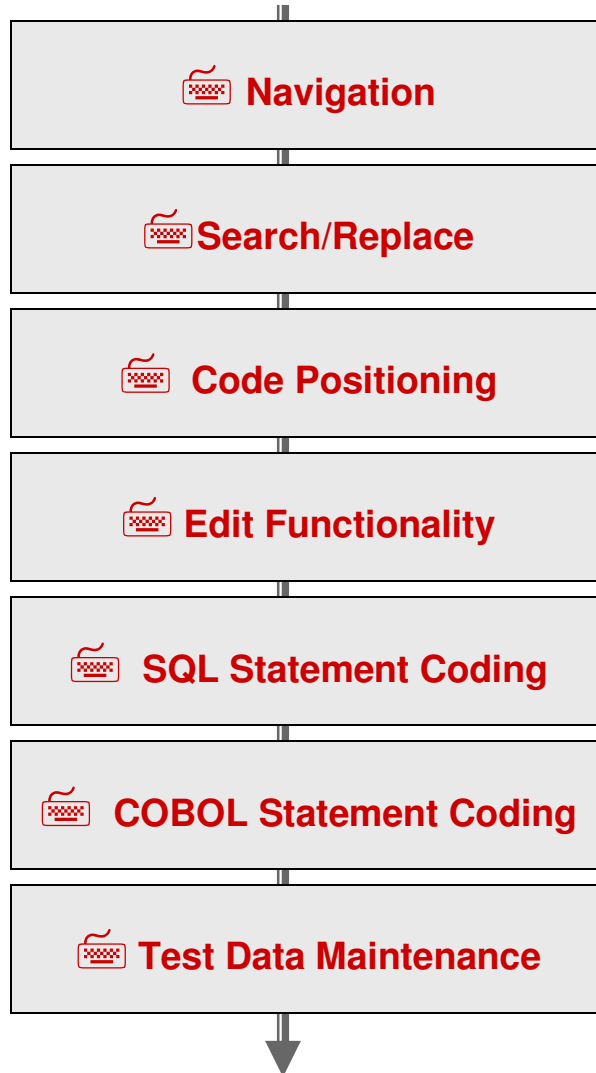 Navigation
Search/Replace
Code Positioning
Edit Functionality
SQL Statement Coding
COBOL Statement Coding
Test Data Maintenance